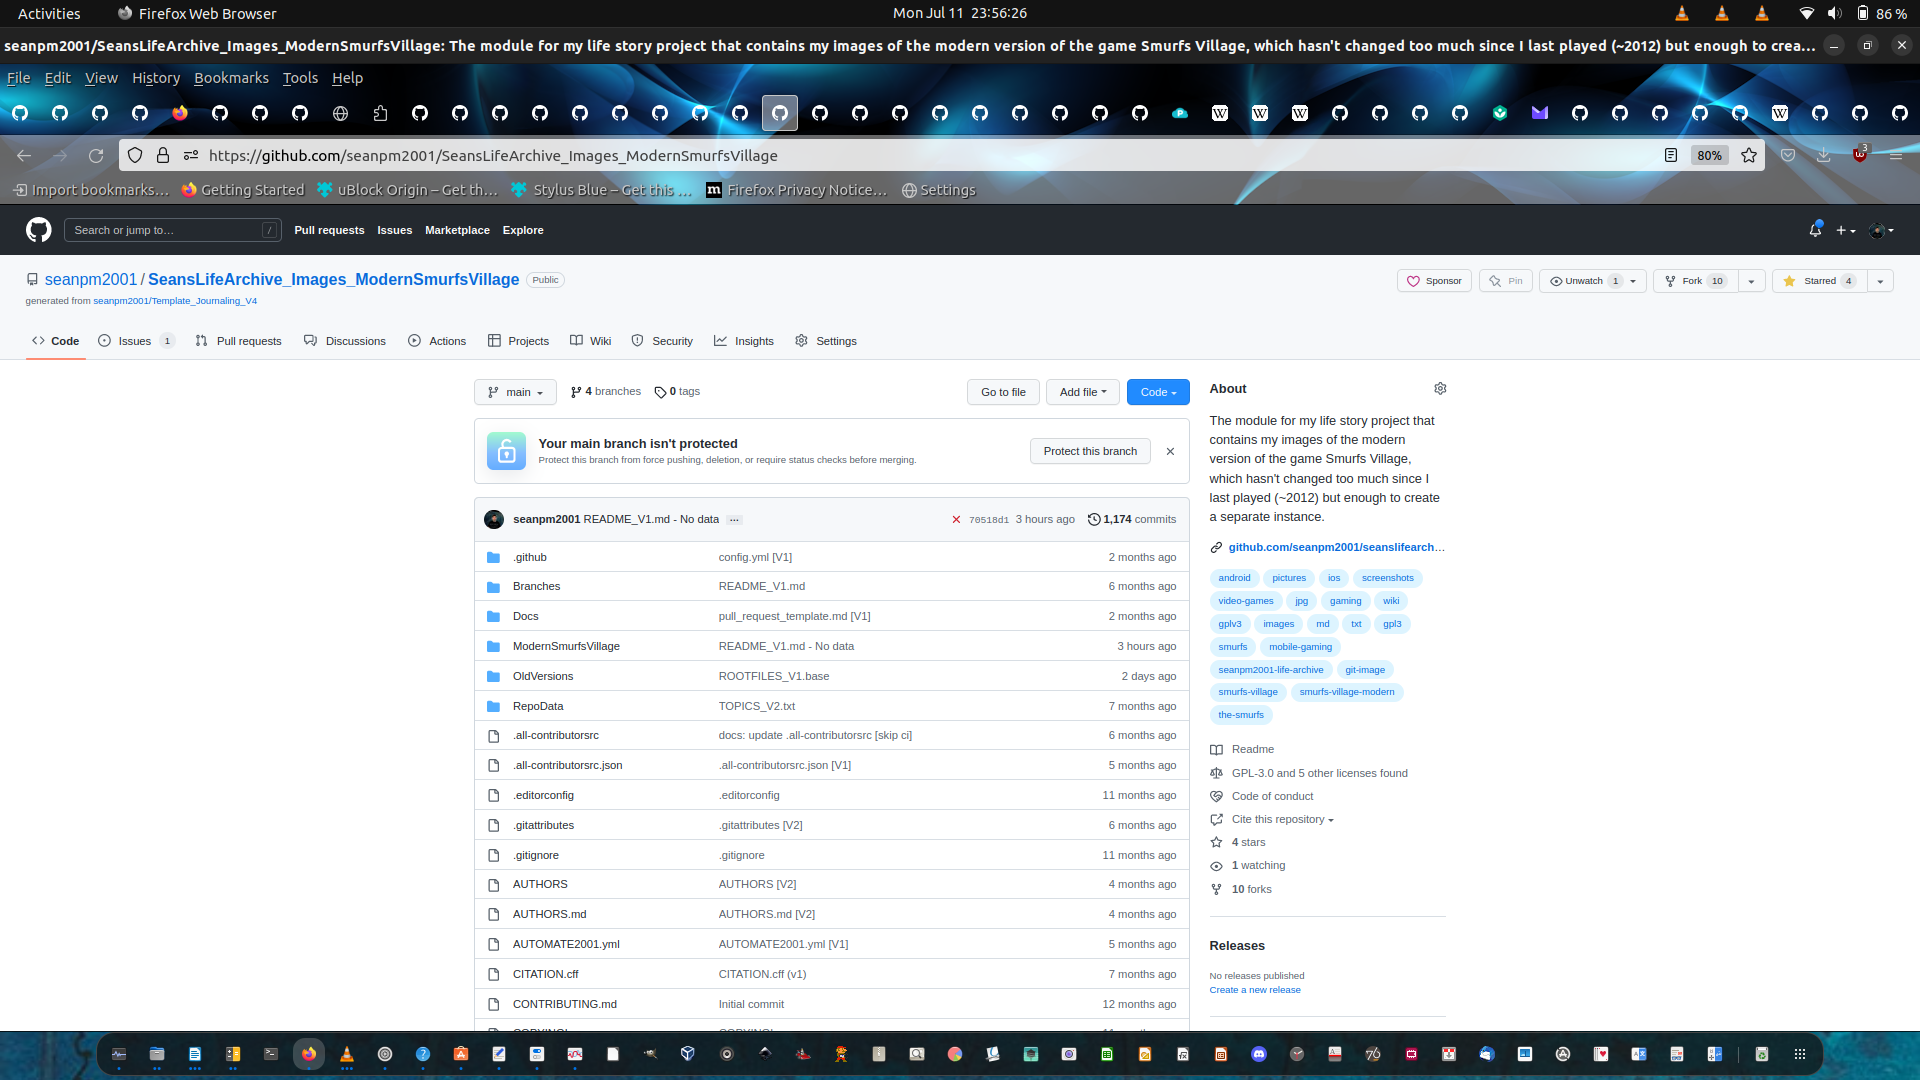 Activities Firefox Web Browser Mon Jul 11 23:56:26 86 %
seanpm2001/SeansLifeArchive_Images_ModernSmurfsVillage: The module for my life story project that contains my images of the modern version of the game Smurfs Village, which hasn't changed too much since I last played (~2012) but enough to crea…
File Edit View History Bookmarks Tools Help
https://github.com/seanpm2001/SeansLifeArchive_Images_ModernSmurfsVillage 80% 3
Import bookmarks… Getting Started uBlock Origin – Get th… Stylus Blue – Get this … Firefox Privacy Notice… Settings
Search or jump to… / Pull requests Issues Marketplace Explore
seanpm2001 / SeansLifeArchive_Images_ModernSmurfsVillage Public Sponsor Pin Unwatch 1 Fork 10 Starred 4
generated from seanpm2001/Template_Journaling_V4
Code Issues 1 Pull requests Discussions Actions Projects Wiki Security Insights Settings
main 4 branches 0 tags Go to file Add file Code
Your main branch isn't protected
Protect this branch from force pushing, deletion, or require status checks before merging.
Protect this branch
seanpm2001 README_V1.md - No data ... 70518d1 3 hours ago 1,174 commits
.github config.yml [V1] 2 months ago
Branches README_V1.md 6 months ago
Docs pull_request_template.md [V1] 2 months ago
ModernSmurfsVillage README_V1.md - No data 3 hours ago
OldVersions ROOTFILES_V1.base 2 days ago
RepoData TOPICS_V2.txt 7 months ago
.all-contributorsrc docs: update .all-contributorsrc [skip ci] 6 months ago
.all-contributorsrc.json .all-contributorsrc.json [V1] 5 months ago
.editorconfig .editorconfig 11 months ago
.gitattributes .gitattributes [V2] 6 months ago
.gitignore .gitignore 11 months ago
AUTHORS AUTHORS [V2] 4 months ago
AUTHORS.md AUTHORS.md [V2] 4 months ago
AUTOMATE2001.yml AUTOMATE2001.yml [V1] 5 months ago
CITATION.cff CITATION.cff (v1) 7 months ago
CONTRIBUTING.md Initial commit 12 months ago
About
The module for my life story project that
contains my images of the modern
version of the game Smurfs Village,
which hasn't changed too much since I
last played (~2012) but enough to create
a separate instance.
github.com/seanpm2001/seanslifearch…
android pictures ios screenshots
video-games jpg gaming wiki
gplv3 images md txt gpl3
smurfs mobile-gaming
seanpm2001-life-archive git-image
smurfs-village smurfs-village-modern
the-smurfs
Readme
GPL-3.0 and 5 other licenses found
Code of conduct
Cite this repository
4 stars
1 watching
10 forks
Releases
No releases published
Create a new release